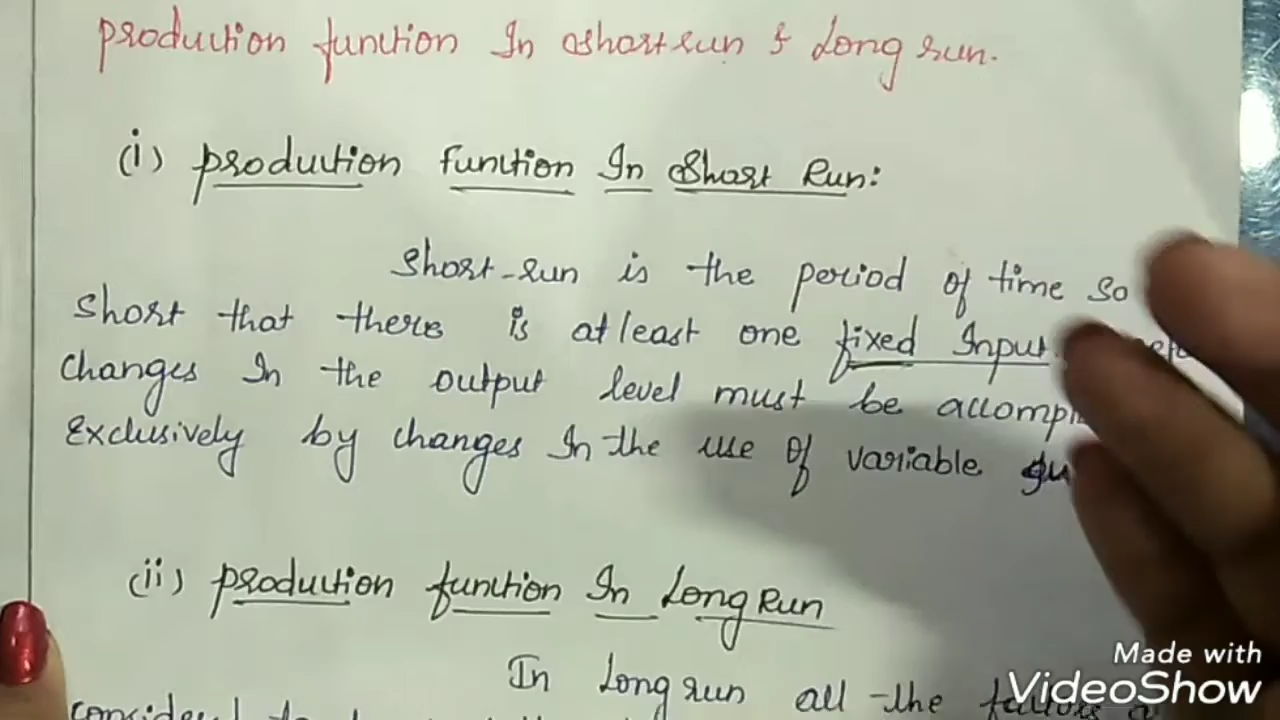 production function In short run & Long run.
(i) production function In Short Run:
Short-run is the period of time so
short that there is atleast one fixed Input
changes In the output level must be
Exclusively by changes In the use of variable
(ii) production function In Long Run
In Long run all the factors
Made with
VideoShow